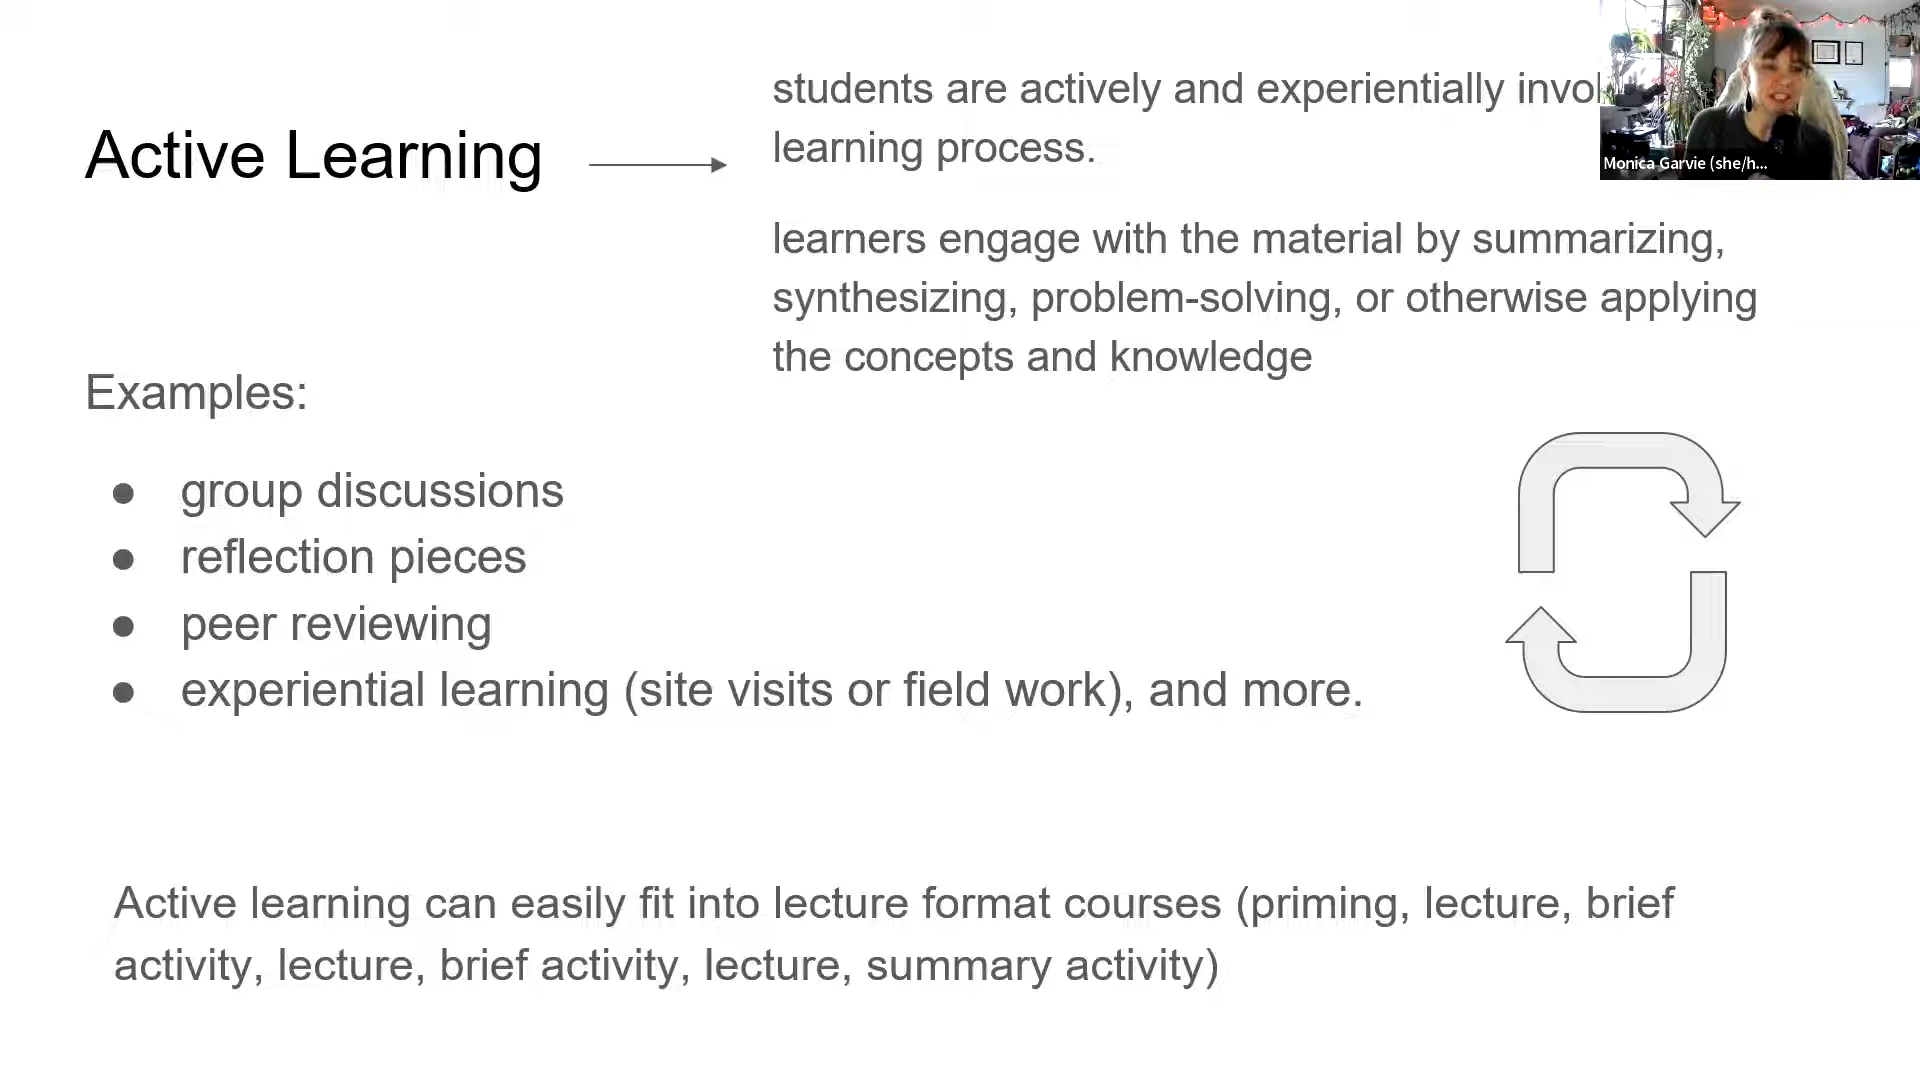 students are actively and experientially
Active Learning
learning process.
Monica Garvie (she/h...
learners engage with the material by summarizing,
synthesizing, problem-solving, or otherwise applying
the concepts and knowledge
Examples:
● group discussions
● reflection pieces
● peer reviewing
● experiential learning (site visits or field work), and more.
Active learning can easily fit into lecture format courses (priming, lecture, brief
activity, lecture, brief activity, lecture, summary activity)